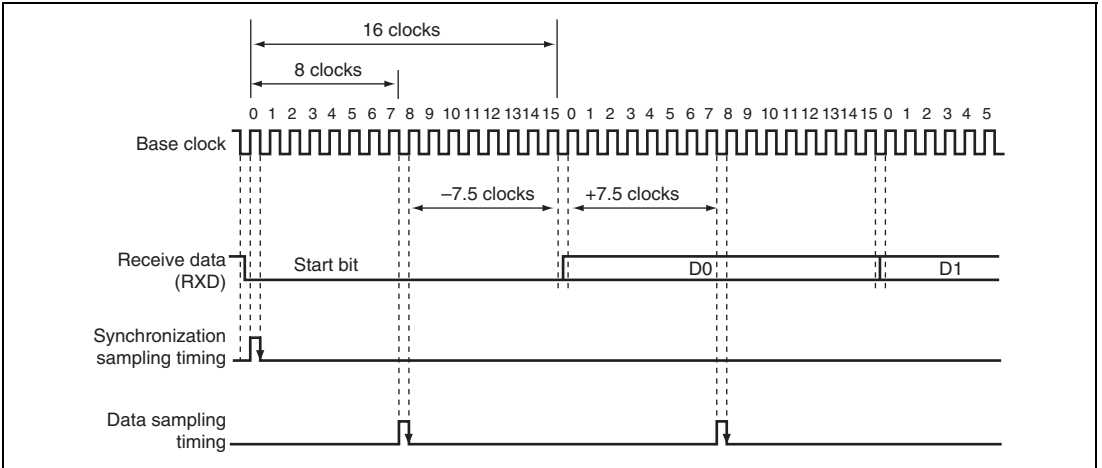 16 clocks
8 clocks
0 1 2 3 4 5 6 7 8 9 10 11 12 13 14 15 0 1 2 3 4 5 6 7 8 9 10 11 12 13 14 15 0 1 2 3 4 5
Base clock
–7.5 clocks +7.5 clocks
Receive data
(RXD)
Start bit D0 D1
Synchronization
sampling timing
Data sampling
timing